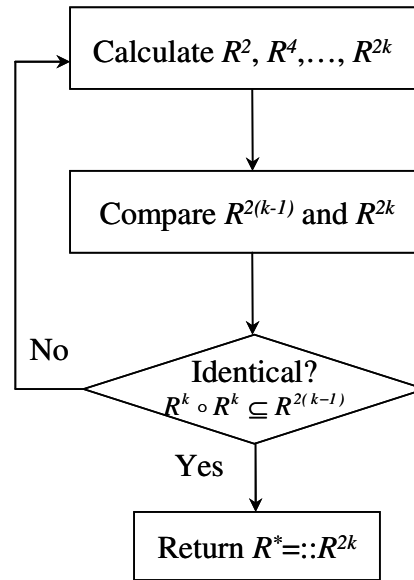 Calculate R², R⁴,…, R²ᵏ
Compare R²⁽ᵏ⁻¹⁾ and R²ᵏ
No
Identical?
Rᵏ ∘ Rᵏ ⊆ R²⁽ᵏ⁻¹⁾
Yes
Return R*=::R²ᵏ